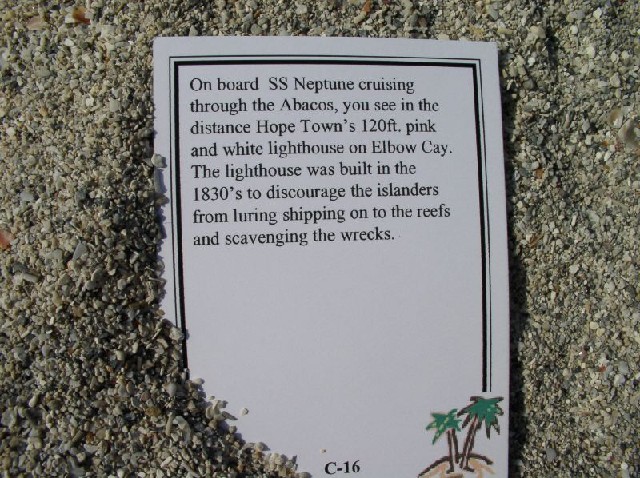 On board SS Neptune cruising
through the Abacos, you see in the
distance Hope Town's 120ft. pink
and white lighthouse on Elbow Cay.
The lighthouse was built in the
1830's to discourage the islanders
from luring shipping on to the reefs
and scavenging the wrecks.
C-16